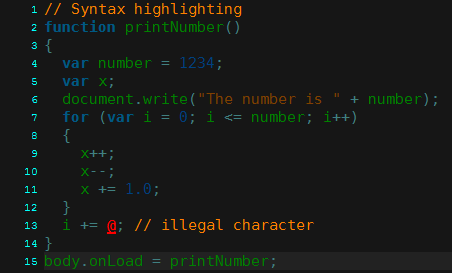 1 // Syntax highlighting
2 function printNumber()
3 {
4   var number = 1234;
5   var x;
6   document.write("The number is " + number);
7   for (var i = 0; i <= number; i++)
8   {
9     x++;
10     x--;
11     x += 1.0;
12   }
13   i += @; // illegal character
14 }
15 body.onLoad = printNumber;